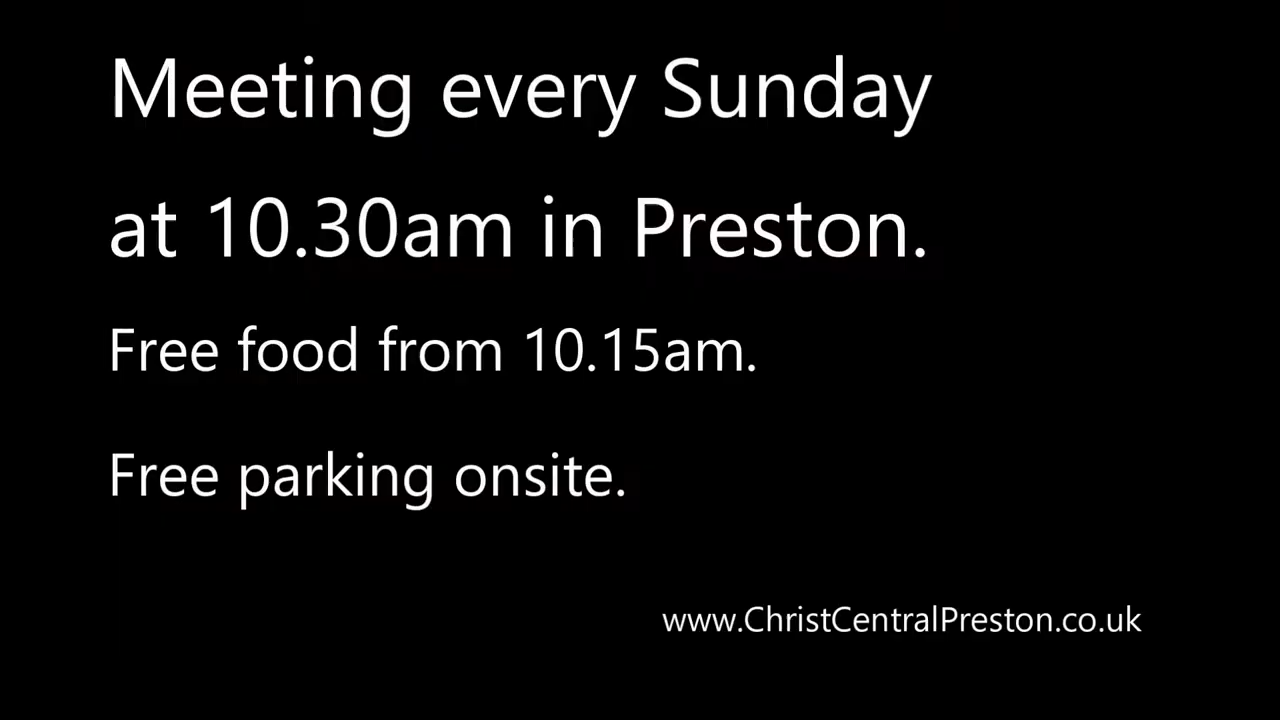 Meeting every Sunday
at 10.30am in Preston.
Free food from 10.15am.
Free parking onsite.
www.ChristCentralPreston.co.uk